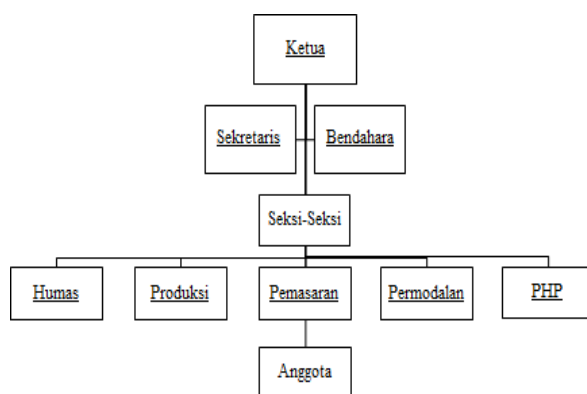 Ketua
Sekretaris
Bendahara
Seksi-Seksi
Humas
Produksi
Pemasaran
Permodalan
PHP
Anggota